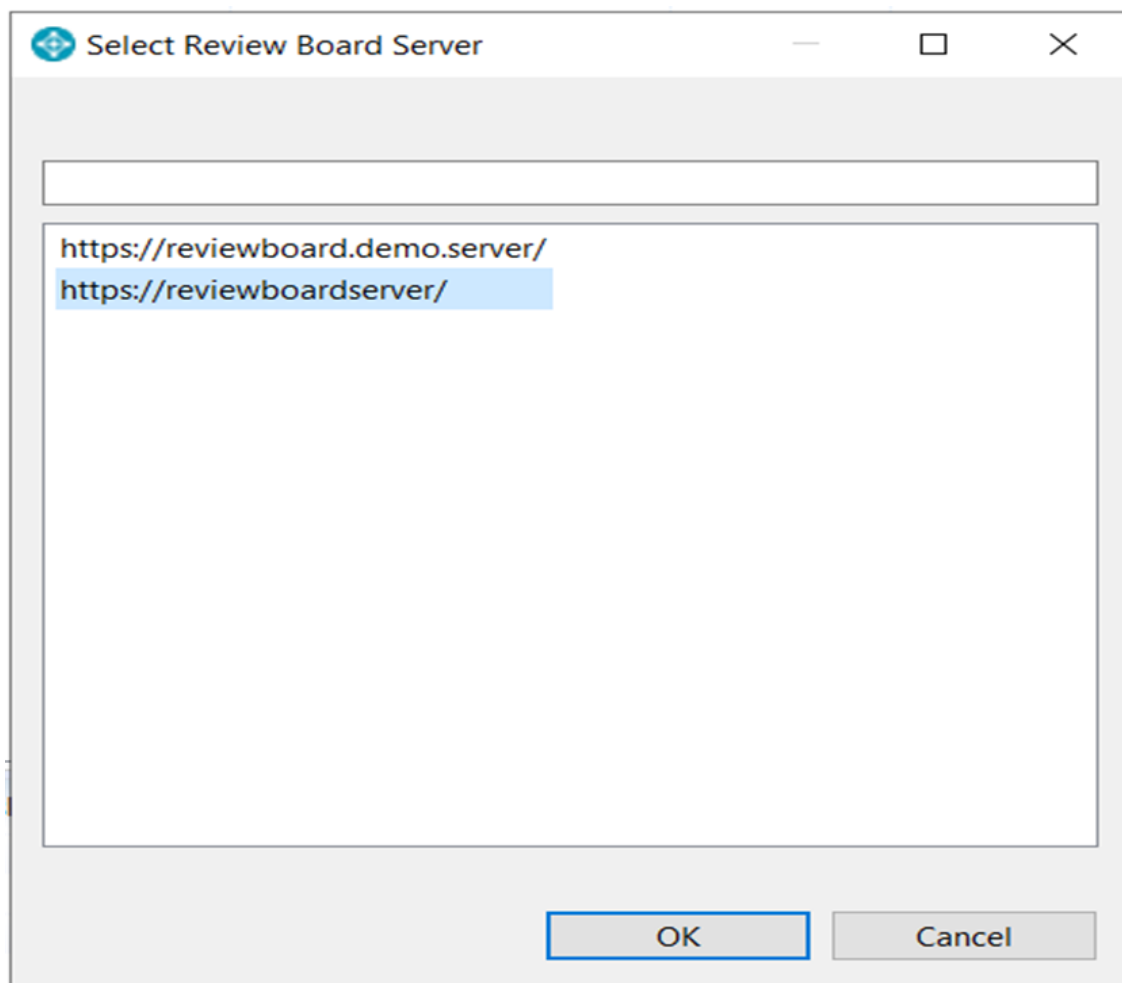 Select Review Board Server
https://reviewboard.demo.server/
https://reviewboardserver/
OK Cancel